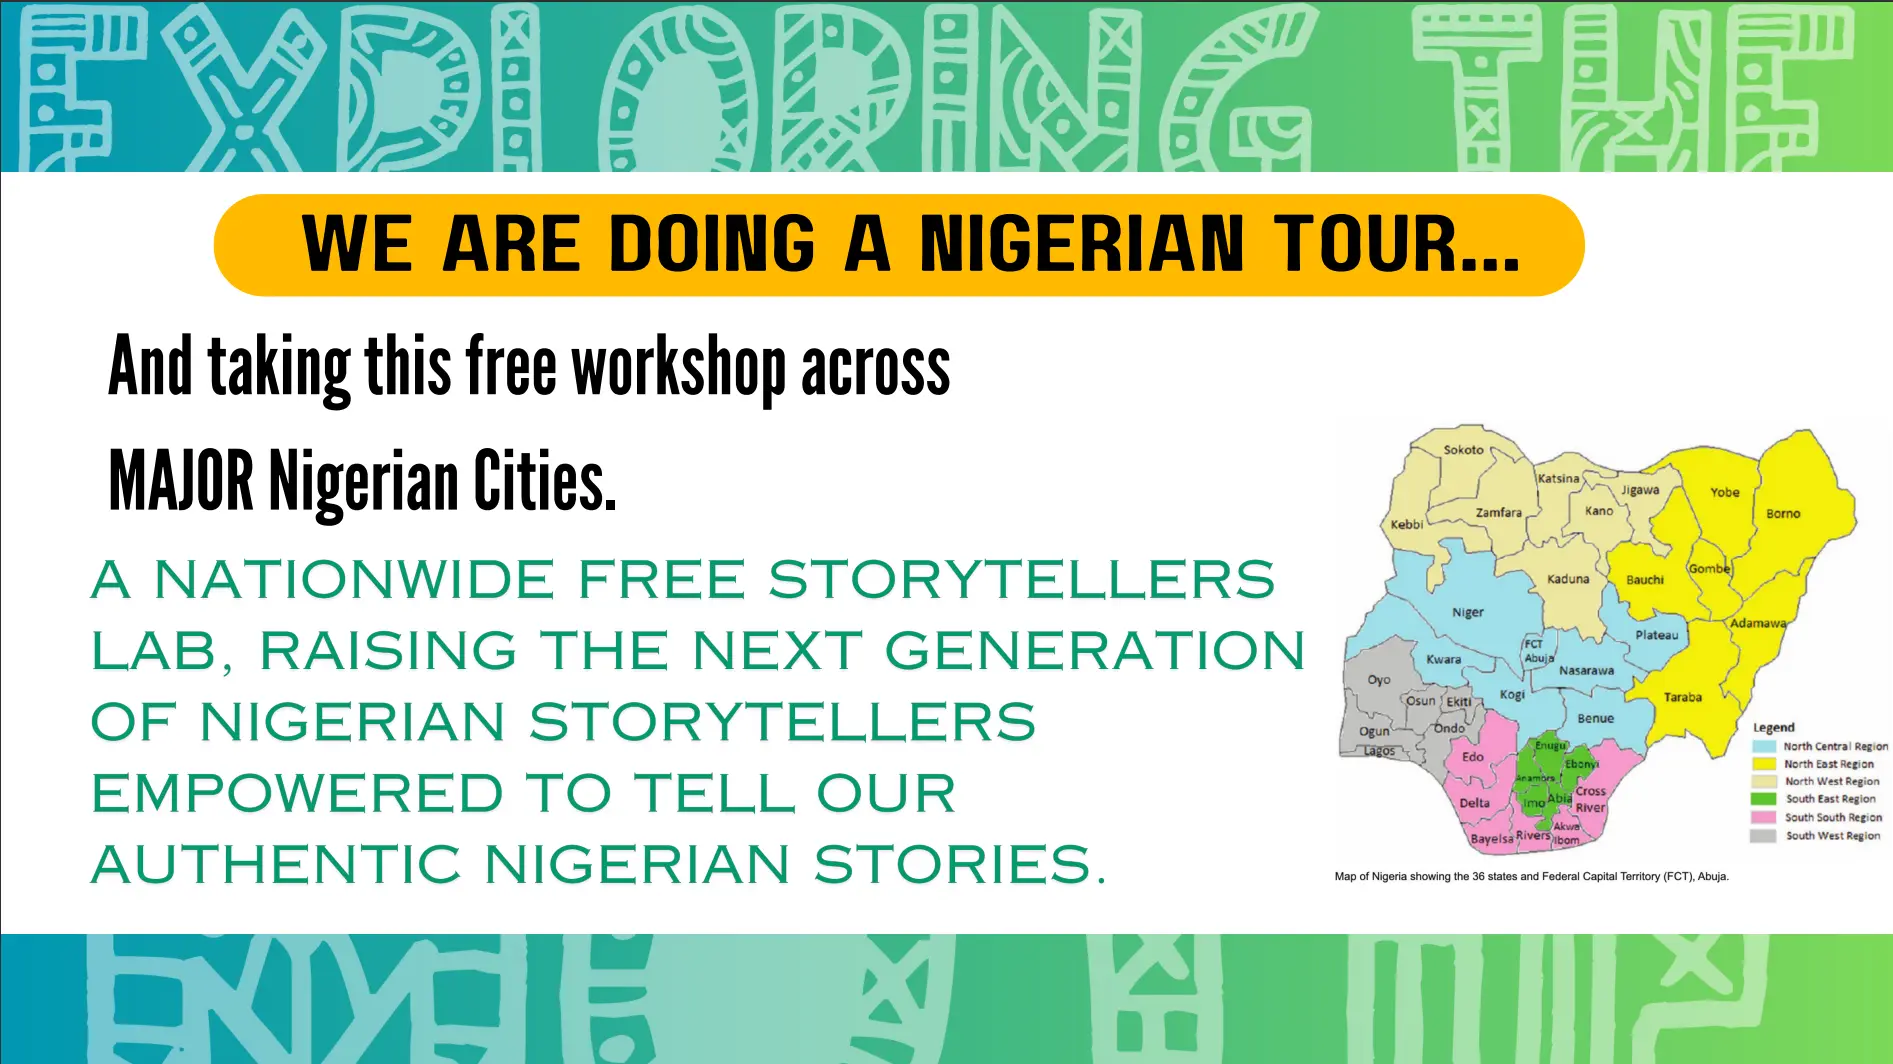 EXPLORING THE
WE ARE DOING A NIGERIAN TOUR...
And taking this free workshop across
MAJOR Nigerian Cities.
A NATIONWIDE FREE STORYTELLERS
LAB, RAISING THE NEXT GENERATION
OF NIGERIAN STORYTELLERS
EMPOWERED TO TELL OUR
AUTHENTIC NIGERIAN STORIES.
Sokoto
Katsina
Jigawa
Yobe
Borno
Kebbi
Zamfara
Kano
Kaduna
Bauchi
Gombe
Niger
Adamawa
Plateau
FCT
Abuja
Kwara
Nasarawa
Oyo
Kogi
Taraba
Osun
Ekiti
Benue
Ogun
Ondo
Lagos
Edo
Enugu
Ebonyi
Anambra
Imo
Abia
Cross
River
Delta
Bayelsa
Rivers
Akwa
Ibom
Legend
North Central Region
North East Region
North West Region
South East Region
South South Region
South West Region
Map of Nigeria showing the 36 states and Federal Capital Territory (FCT), Abuja.